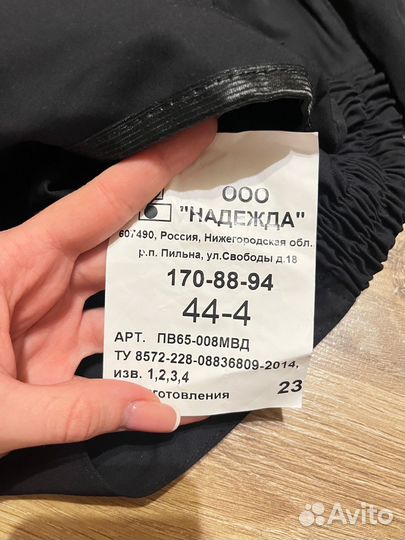 ООО
"НАДЕЖДА"
607490, Россия, Нижегородская обл.
р.п. Пильна, ул.Свободы д.18
170-88-94
44-4
АРТ. ПВ65-008МВД
ТУ 8572-228-08836809-2014,
изв. 1,2,3,4
23
Avito